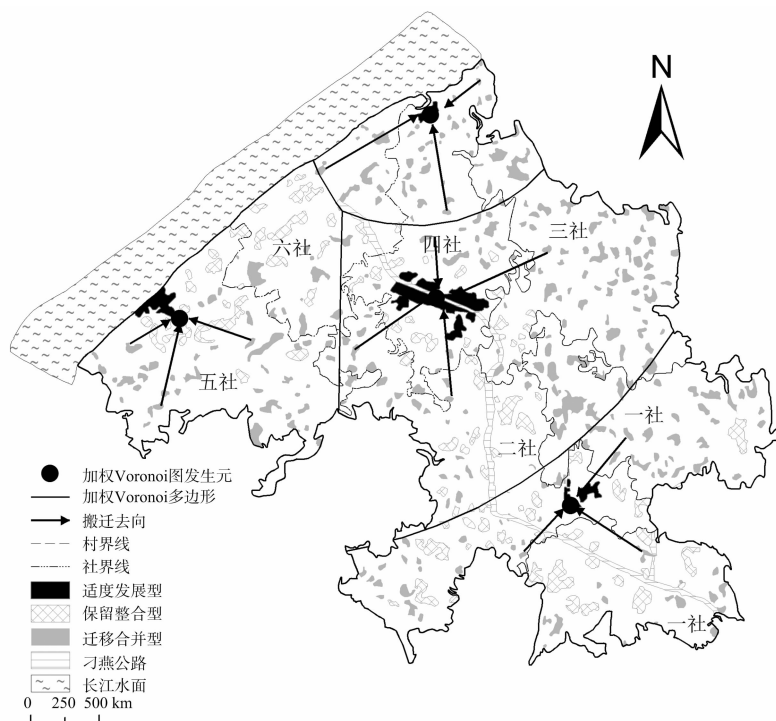 N
三社
四社
六社
五社
一社
二社
一社
加权Voronoi图发生元
加权Voronoi多边形
搬迁去向
村界线
社界线
适度发展型
保留整合型
迁移合并型
刁燕公路
长江水面
0 250 500 km